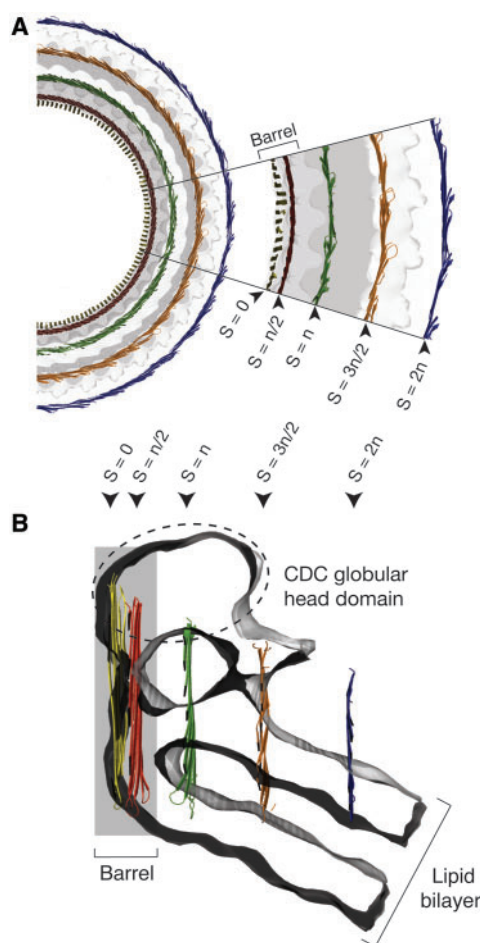 A
Barrel
S = 0
S = n/2
S = n
S = 3n/2
S = 2n
S = 0
S = n/2
S = n
S = 3n/2
S = 2n
B
CDC globular
head domain
Barrel
Lipid
bilayer